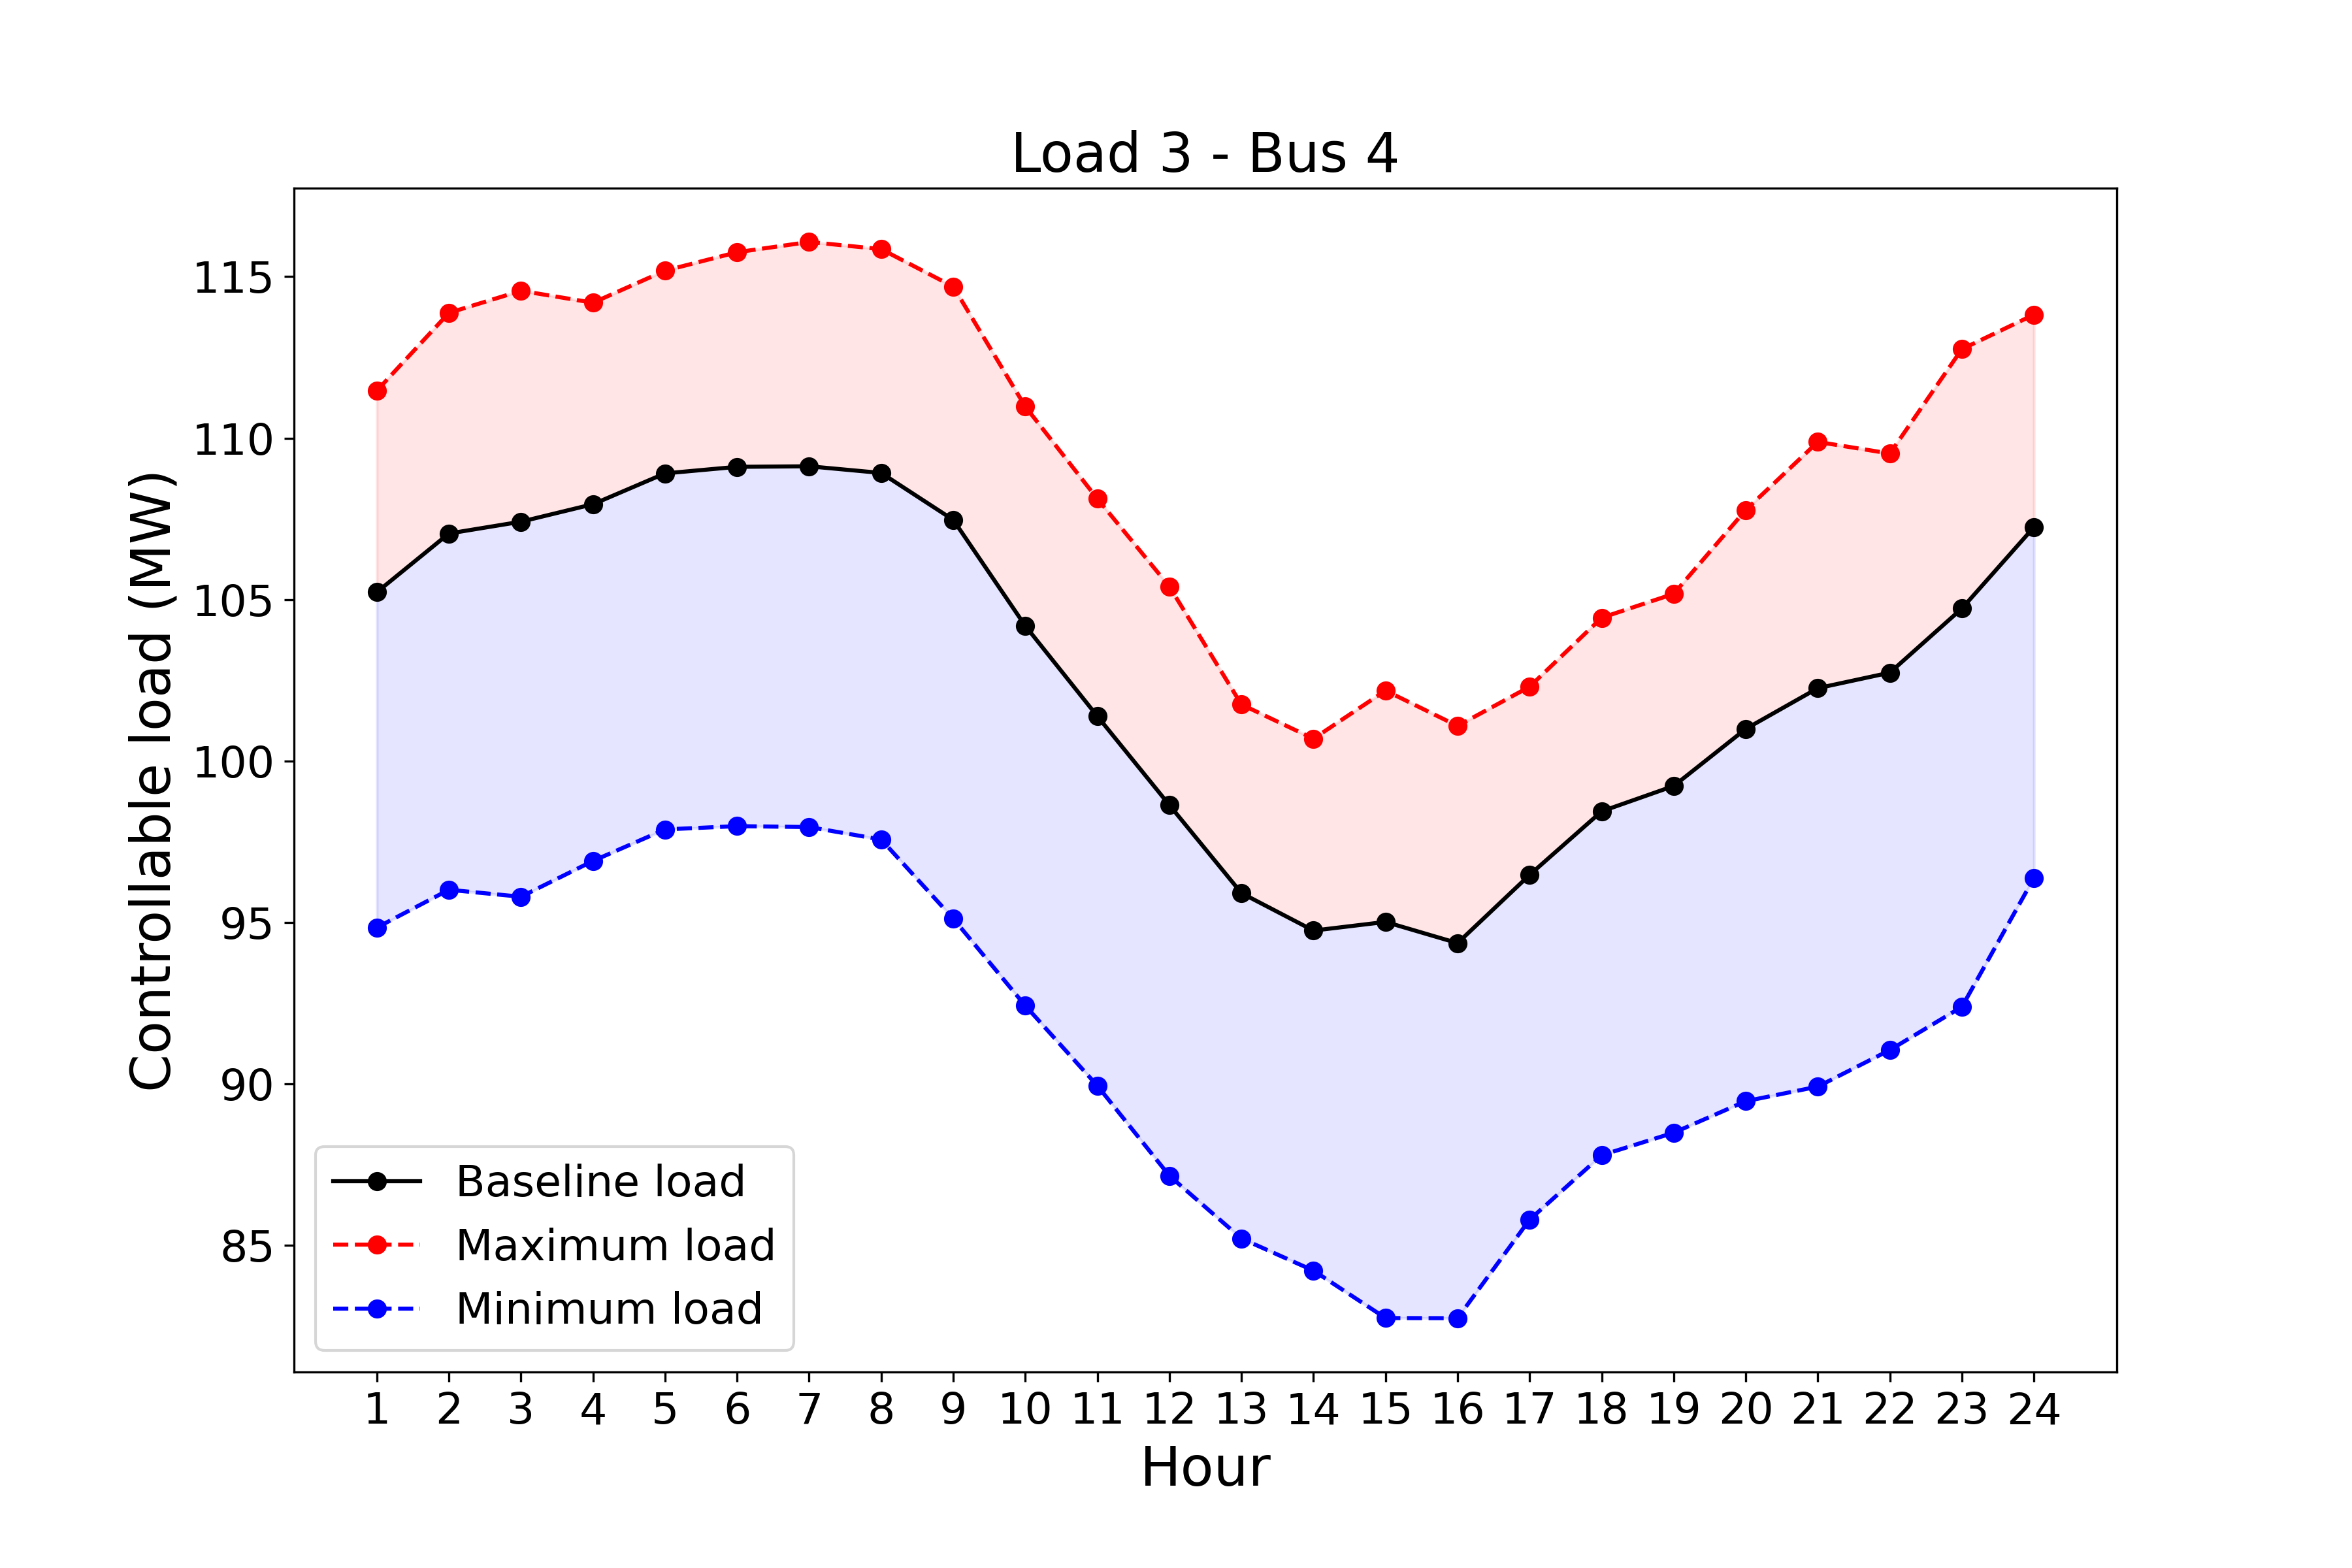 Load 3 - Bus 4
Controllable load (MW)
115
110
105
100
95
90
85
Baseline load
Maximum load
Minimum load
1 2 3 4 5 6 7 8 9 10 11 12 13 14 15 16 17 18 19 20 21 22 23 24
Hour